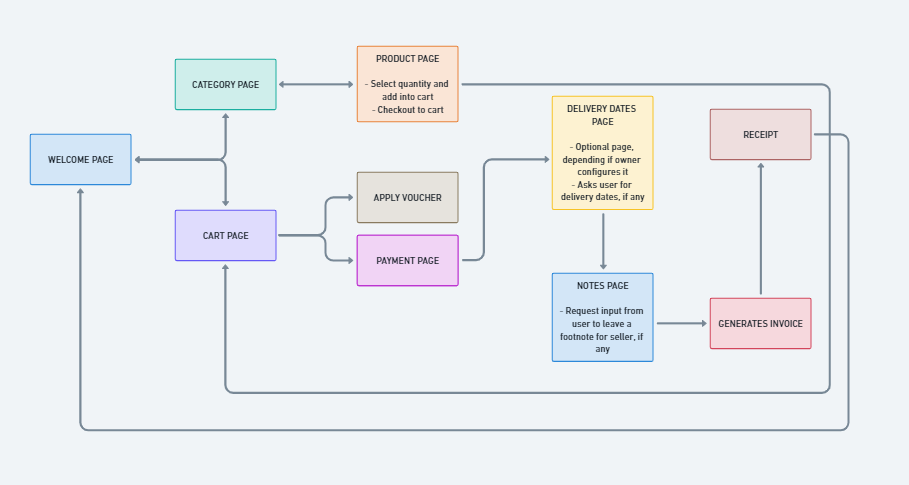 PRODUCT PAGE
- Select quantity and
add into cart
- Checkout to cart
CATEGORY PAGE
DELIVERY DATES
PAGE
- Optional page,
depending if owner
configures it
- Asks user for
delivery dates, if any
RECEIPT
WELCOME PAGE
APPLY VOUCHER
CART PAGE
PAYMENT PAGE
NOTES PAGE
- Request input from
user to leave a
footnote for seller, if
any
GENERATES INVOICE